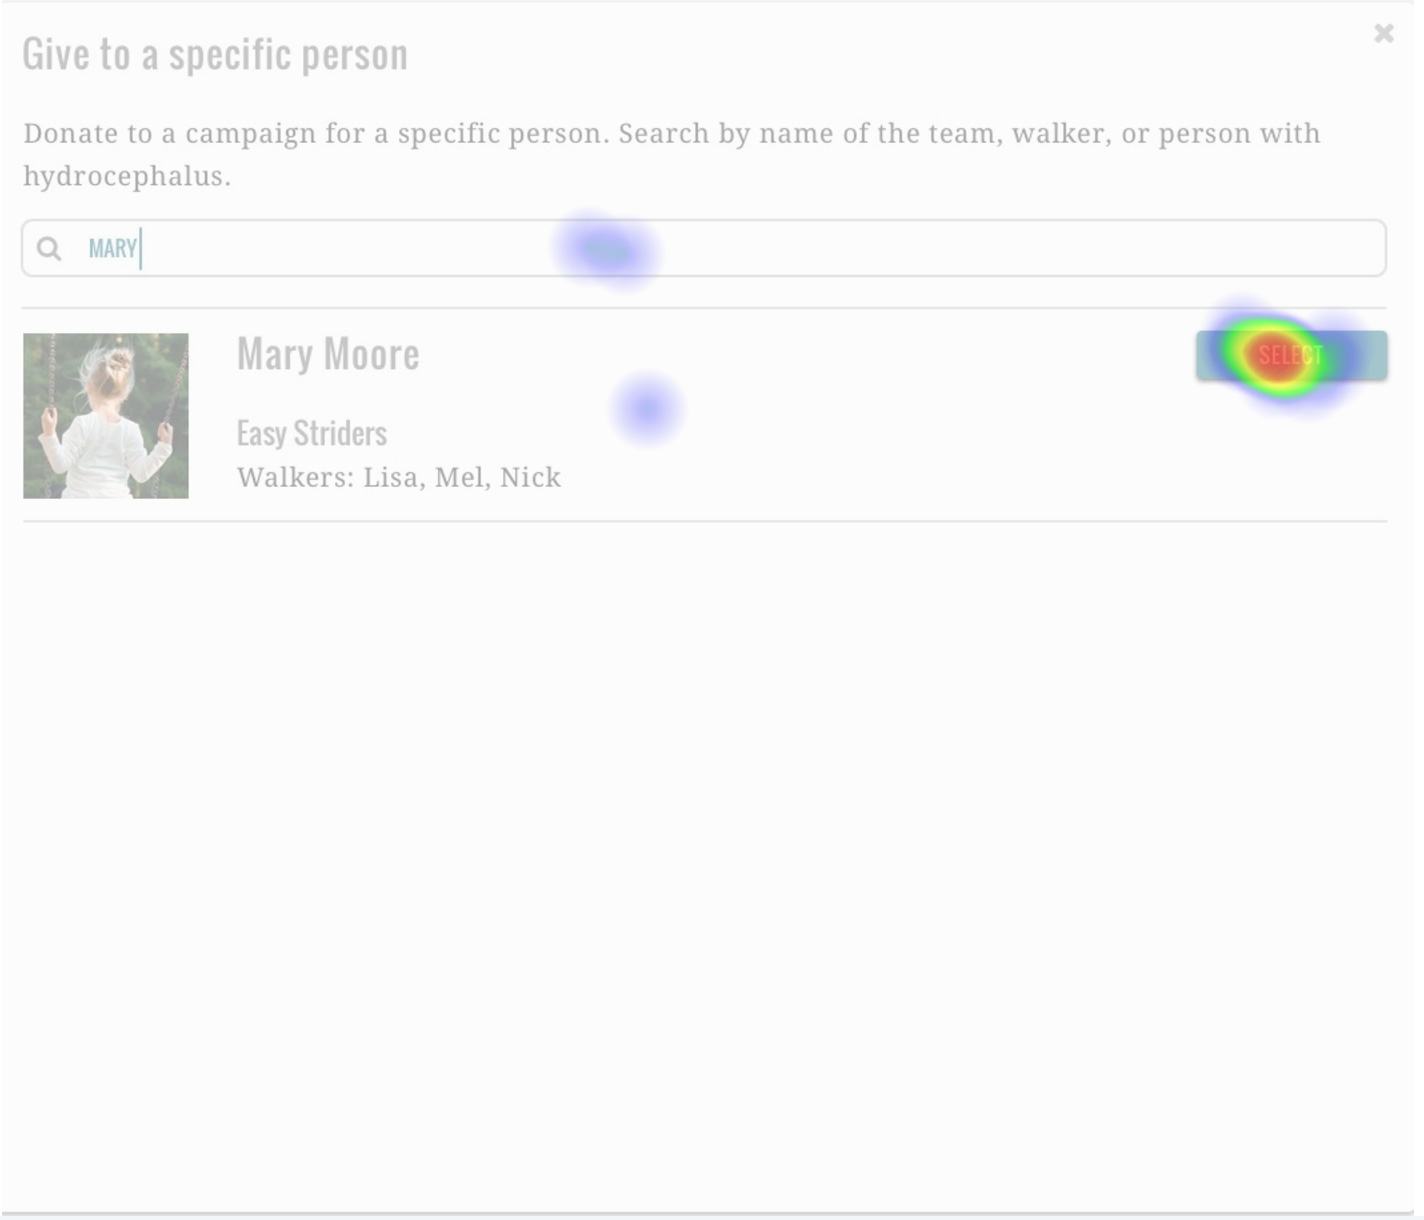 Give to a specific person
Donate to a campaign for a specific person. Search by name of the team, walker, or person with
hydrocephalus.
MARY
Mary Moore
SELECT
Easy Striders
Walkers: Lisa, Mel, Nick